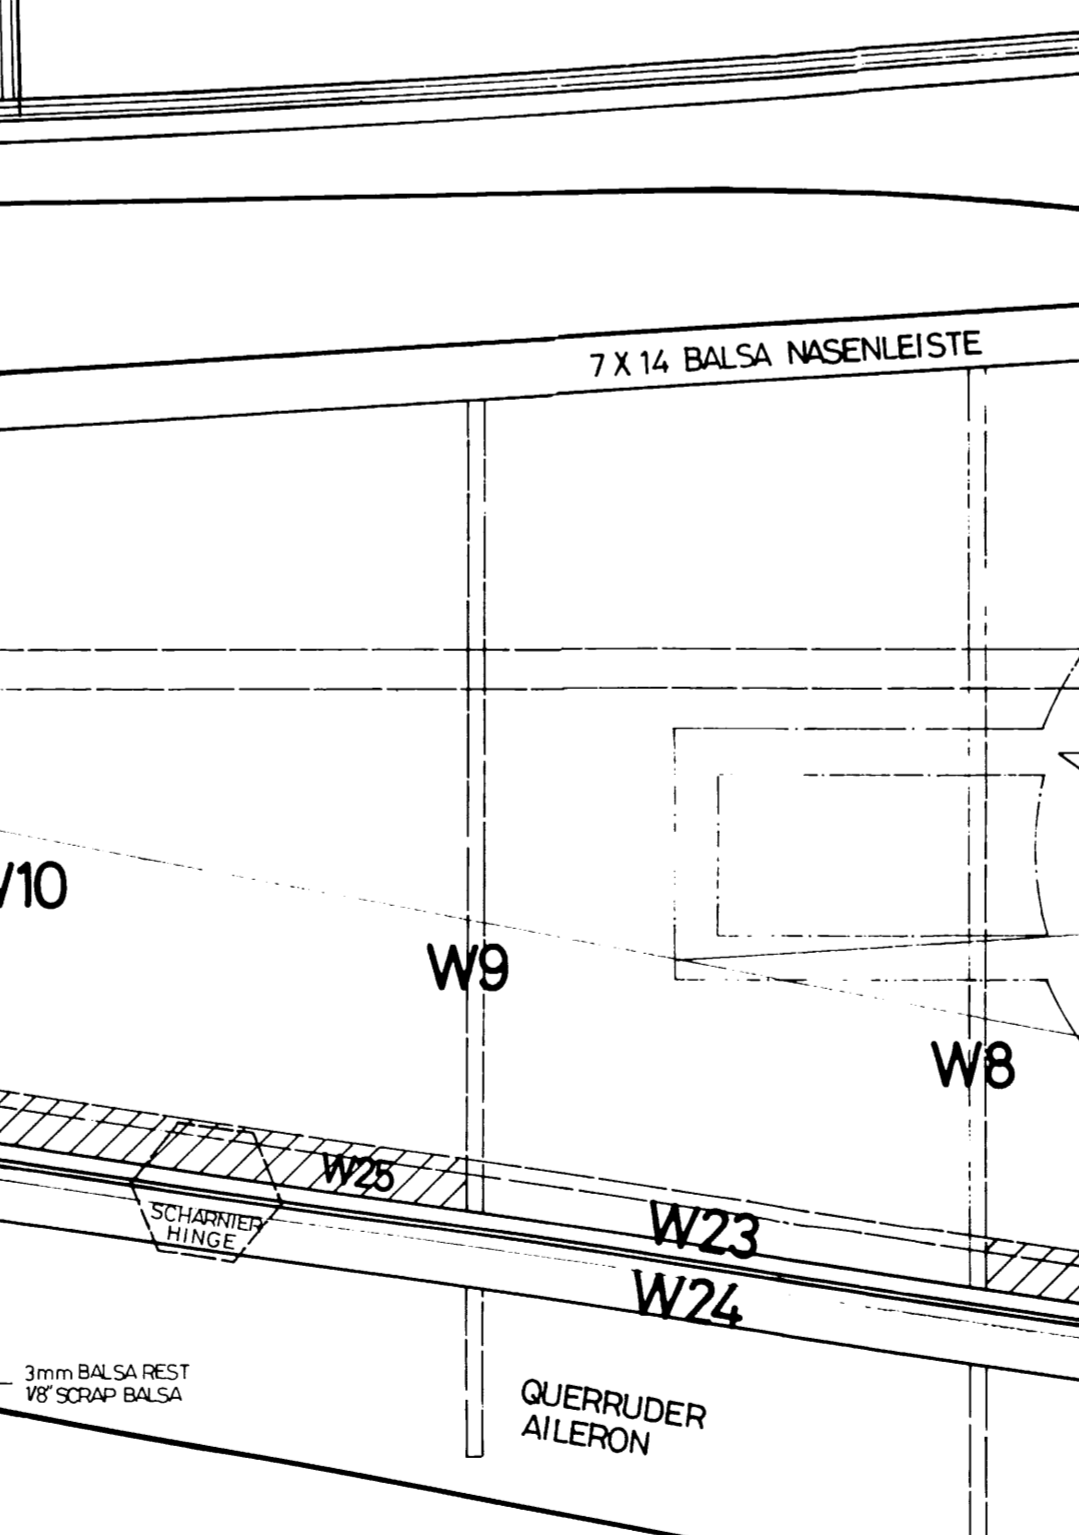 7 X 14 BALSA NASENLEISTE
W10
W9
W8
W25
SCHARNIER
HINGE
W23
W24
3mm BALSA REST
1/8" SCRAP BALSA
QUERRUDER
AILERON